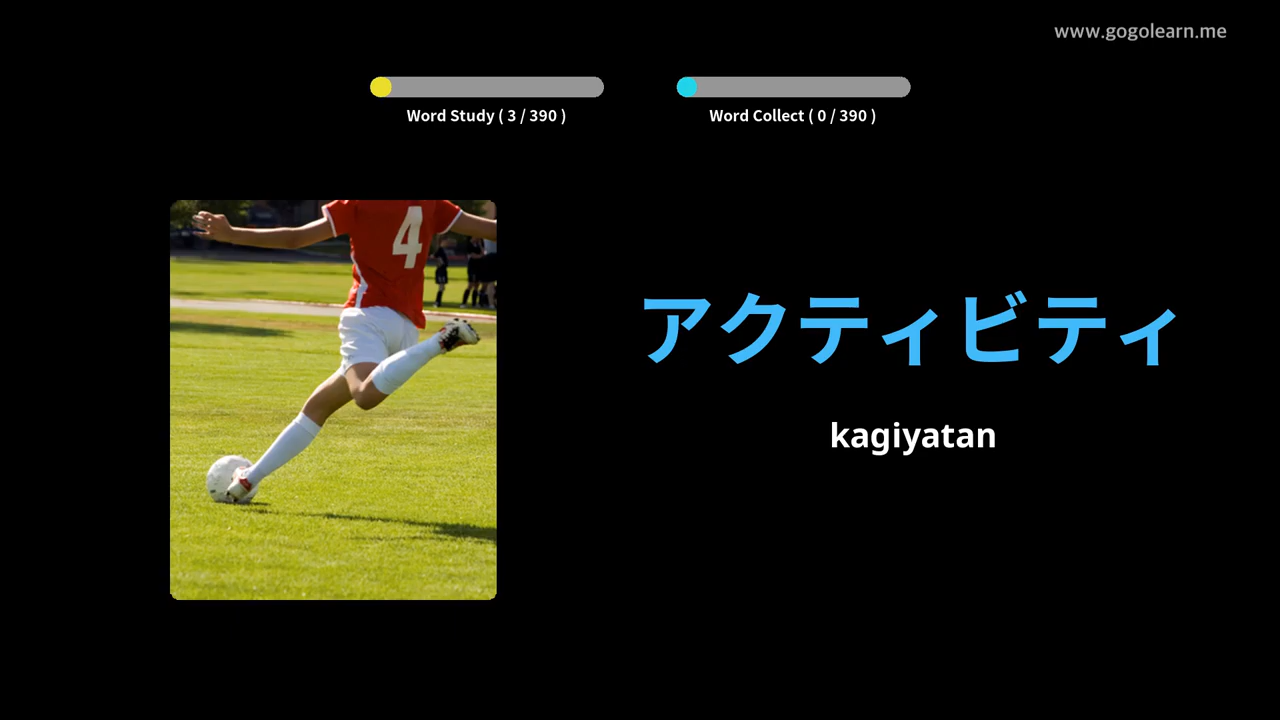 www.gogolearn.me
Word Study ( 3 / 390 )
Word Collect ( 0 / 390 )
4
アクティビティ
kagiyatan